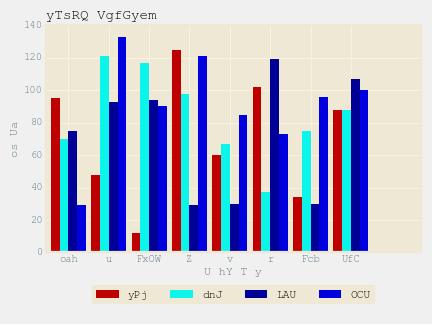 yTsRQ VgfGyem
140
120
100
80
60
40
20
0
os Ua
oah u FxOW Z v r Fcb UfC
U hY T y
yPj dnJ LAU OCU